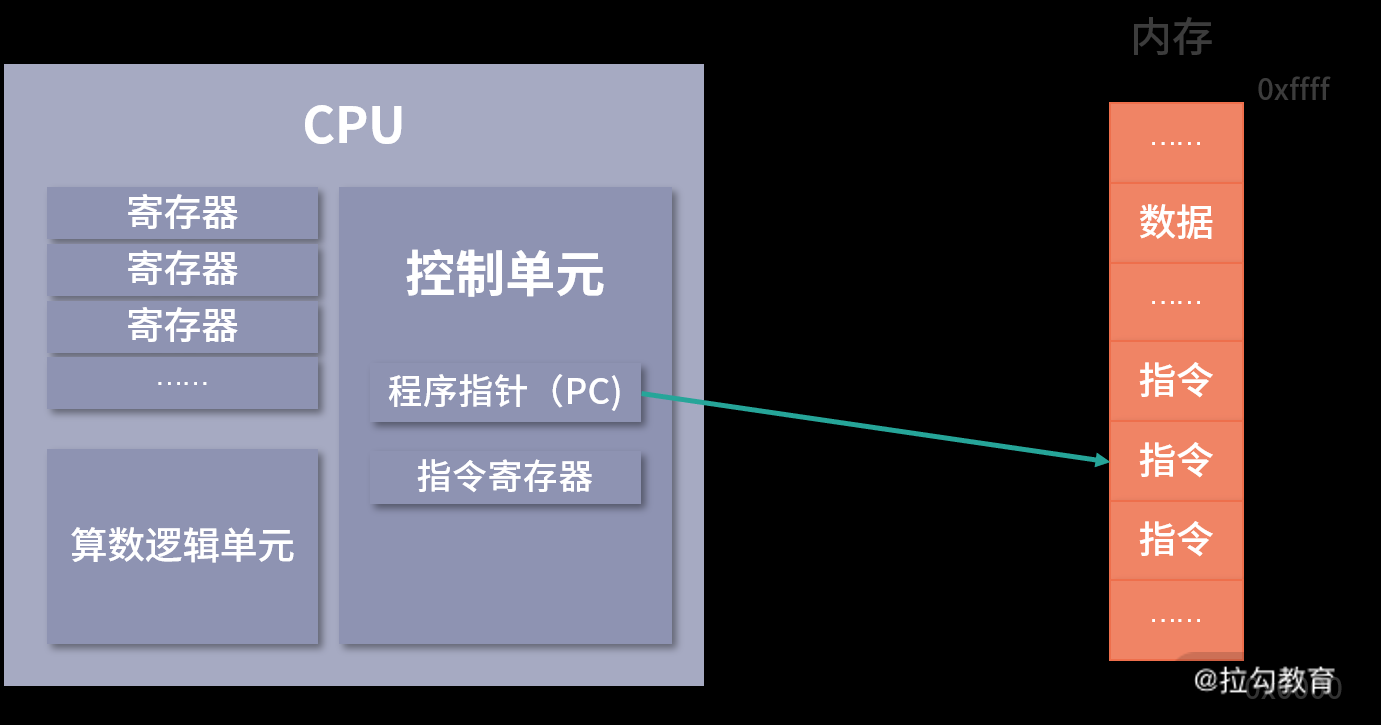 内存
0xffff
CPU
寄存器
寄存器
寄存器
……
控制单元
程序指针（PC)
指令寄存器
算数逻辑单元
……
数据
……
指令
指令
指令
……
@拉勾教育
0x0000